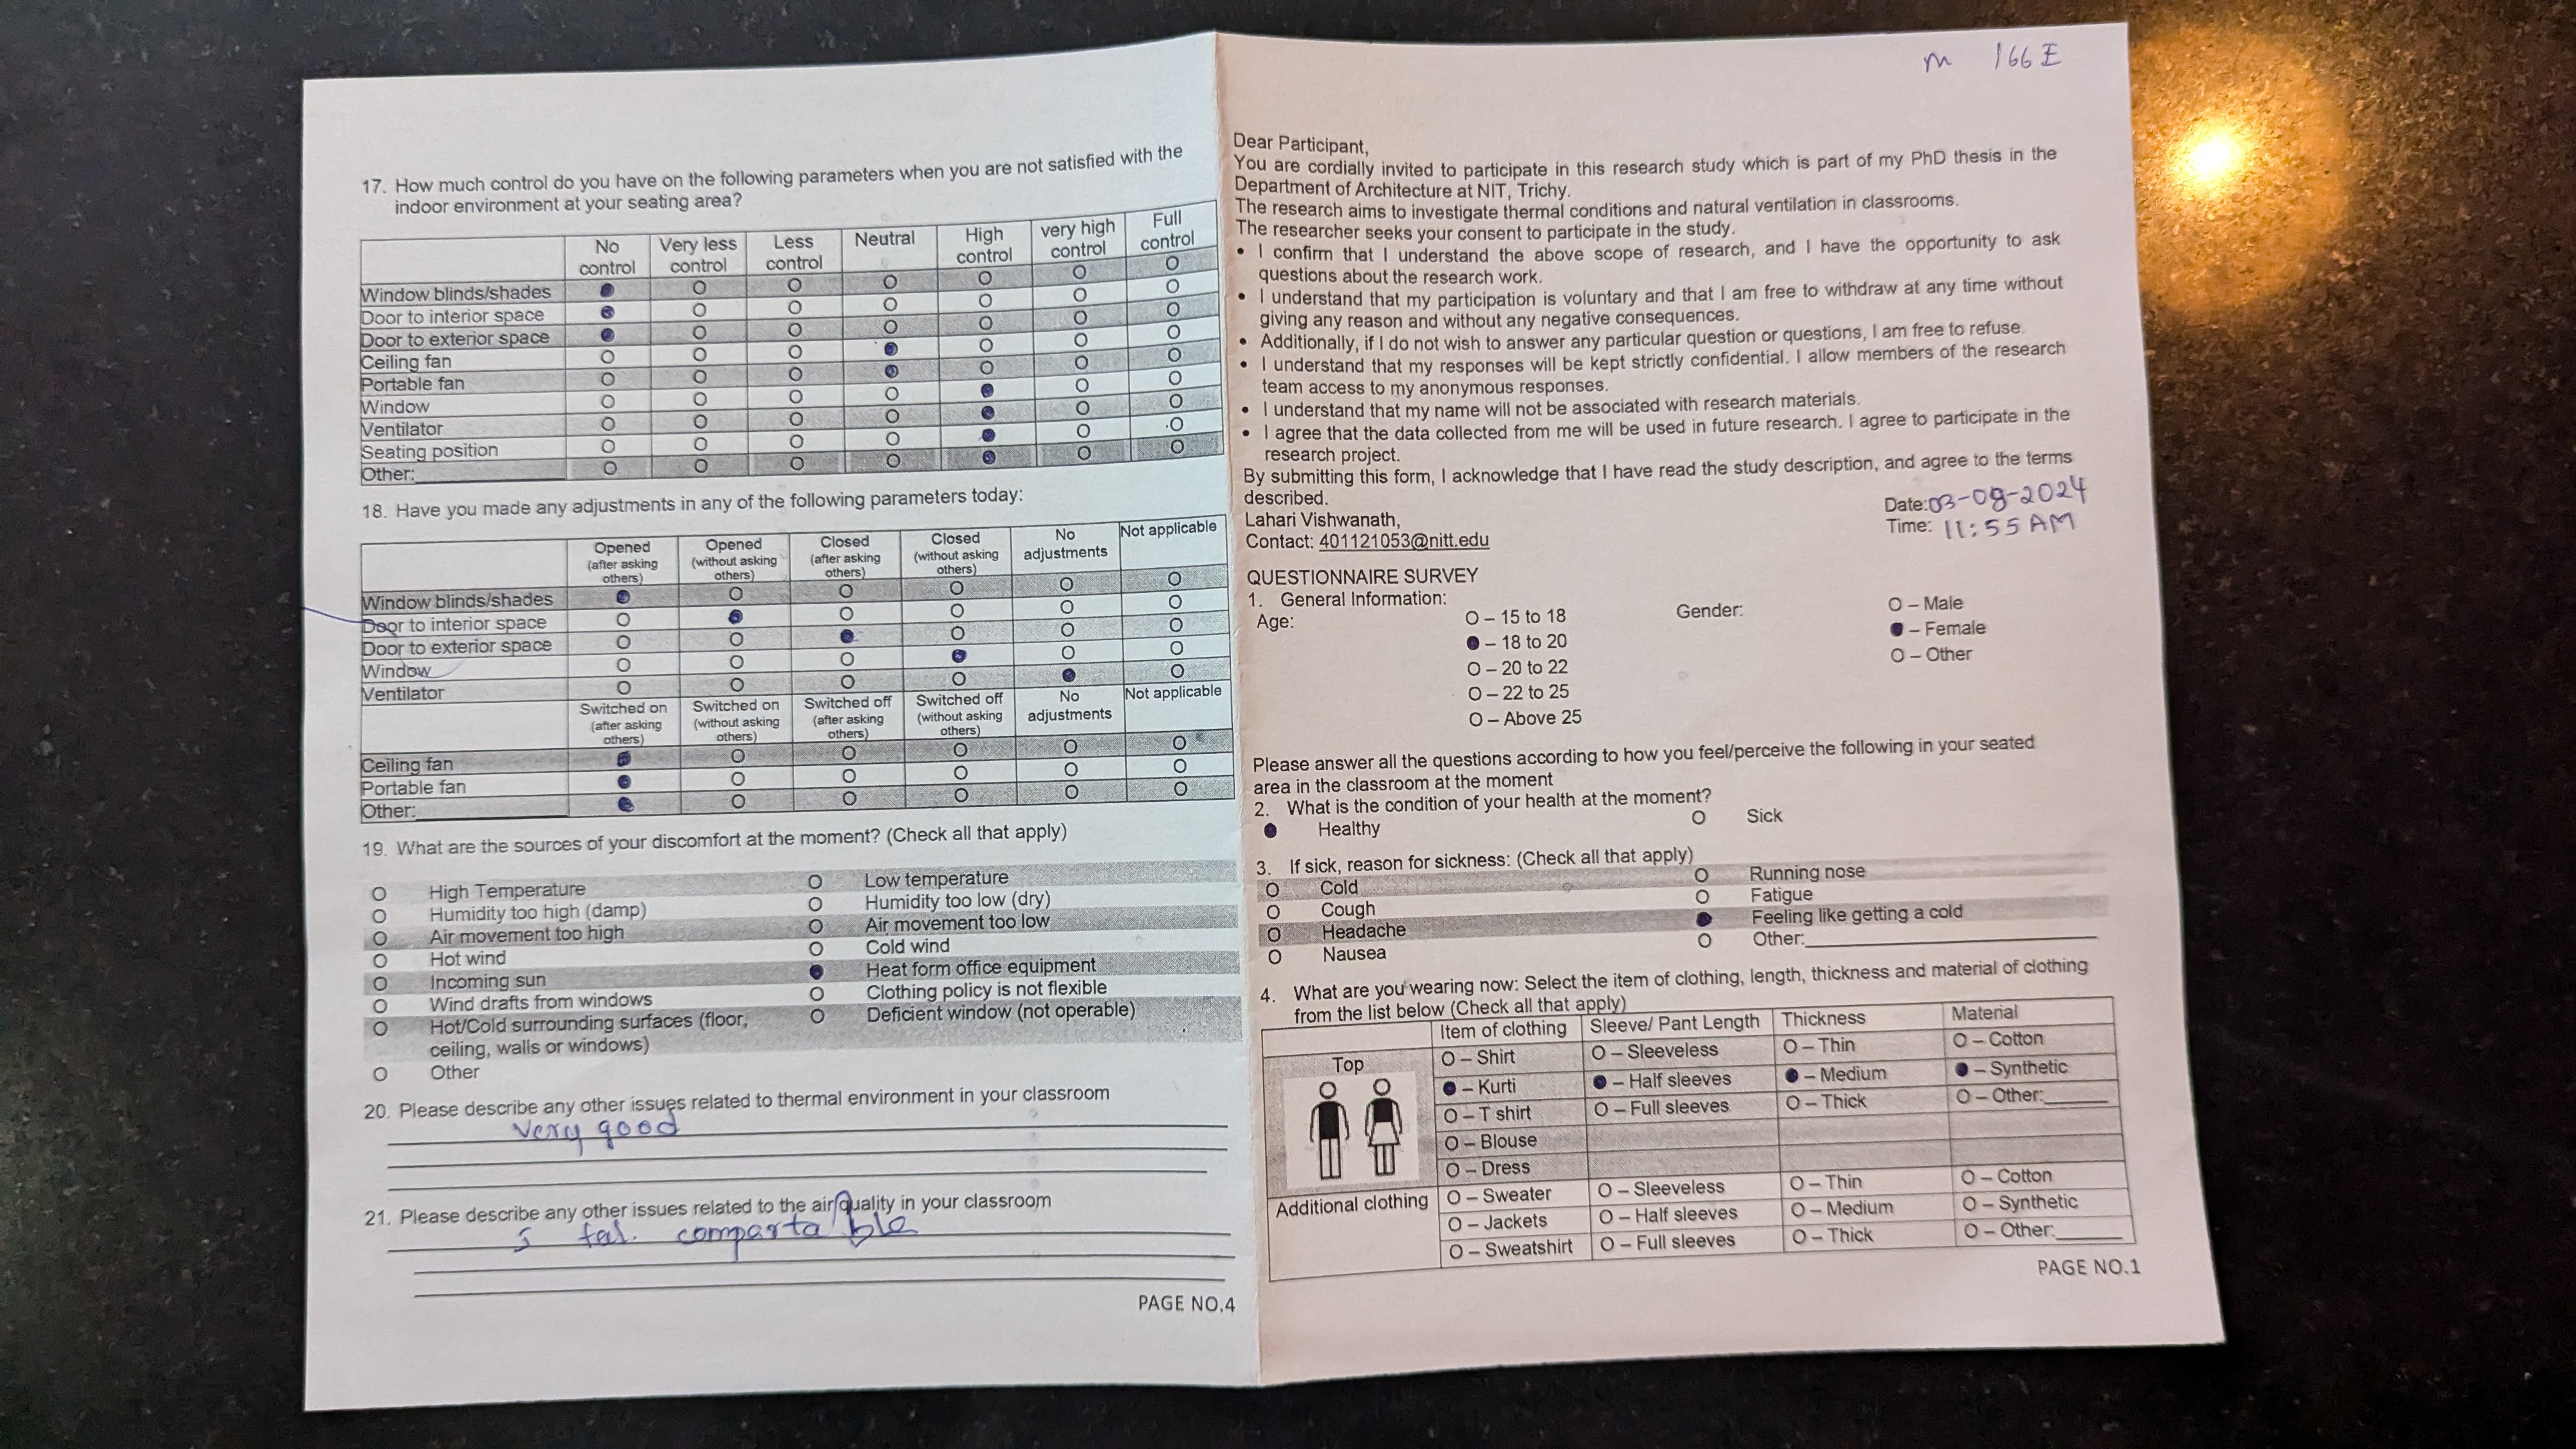 17. How much control do you have on the following parameters when you are not satisfied with the
indoor environment at your seating area?
No control Very less control Less control Neutral High control very high control Full control
Window blinds/shades ● O O O O O O
Door to interior space ● O O O O O O
Door to exterior space ● O O O O O O
Ceiling fan O O O ● O O O
Portable fan O O O ● O O O
Window O O O O ● O O
Ventilator O O O O ● O O
Seating position O O O O ● O O
Other:__________ O O O O ● O O
18. Have you made any adjustments in any of the following parameters today:
Opened (after asking others) Opened (without asking others) Closed (after asking others) Closed (without asking others) No adjustments Not applicable
Window blinds/shades ● O O O O O
Door to interior space O ● O O O O
Door to exterior space O O ● O O O
Window O O O ● O O
Ventilator O O O O ● O
Switched on (after asking others) Switched on (without asking others) Switched off (after asking others) Switched off (without asking others) No adjustments Not applicable
Ceiling fan ● O O O O O
Portable fan ● O O O O O
Other:__________ ● O O O O O
19. What are the sources of your discomfort at the moment? (Check all that apply)
O High Temperature O Low temperature
O Humidity too high (damp) O Humidity too low (dry)
O Air movement too high O Air movement too low
O Hot wind O Cold wind
O Incoming sun ● Heat form office equipment
O Wind drafts from windows O Clothing policy is not flexible
O Hot/Cold surrounding surfaces (floor, O Deficient window (not operable)
ceiling, walls or windows)
O Other
20. Please describe any other issues related to thermal environment in your classroom
very good
21. Please describe any other issues related to the air quality in your classroom
comparta ble
PAGE NO.4
m 166 E
Dear Participant,
You are cordially invited to participate in this research study which is part of my PhD thesis in the
Department of Architecture at NIT, Trichy.
The research aims to investigate thermal conditions and natural ventilation in classrooms.
The researcher seeks your consent to participate in the study.
• I confirm that I understand the above scope of research, and I have the opportunity to ask
questions about the research work.
• I understand that my participation is voluntary and that I am free to withdraw at any time without
giving any reason and without any negative consequences.
• Additionally, if I do not wish to answer any particular question or questions, I am free to refuse.
• I understand that my responses will be kept strictly confidential. I allow members of the research
team access to my anonymous responses.
• I understand that my name will not be associated with research materials.
• I agree that the data collected from me will be used in future research. I agree to participate in the
research project.
By submitting this form, I acknowledge that I have read the study description, and agree to the terms
described.
Date:03-08-2024
Lahari Vishwanath,
Time: 11:55 AM
Contact: 401121053@nitt.edu
QUESTIONNAIRE SURVEY
1. General Information:
Age: O – 15 to 18 Gender: O – Male
● – 18 to 20 ● – Female
O – 20 to 22 O – Other
O – 22 to 25
O – Above 25
Please answer all the questions according to how you feel/perceive the following in your seated
area in the classroom at the moment
2. What is the condition of your health at the moment?
● Healthy O Sick
3. If sick, reason for sickness: (Check all that apply)
O Cold O Running nose
O Cough O Fatigue
O Headache ● Feeling like getting a cold
O Nausea O Other:__________
4. What are you wearing now: Select the item of clothing, length, thickness and material of clothing
from the list below (Check all that apply)
Item of clothing Sleeve/ Pant Length Thickness Material
Top O – Shirt O – Sleeveless O – Thin O – Cotton
● – Kurti ● – Half sleeves ● – Medium ● – Synthetic
O – T shirt O – Full sleeves O – Thick O – Other:______
O – Blouse
O – Dress
Additional clothing O – Sweater O – Sleeveless O – Thin O – Cotton
O – Jackets O – Half sleeves O – Medium O – Synthetic
O – Sweatshirt O – Full sleeves O – Thick O – Other:______
PAGE NO.1